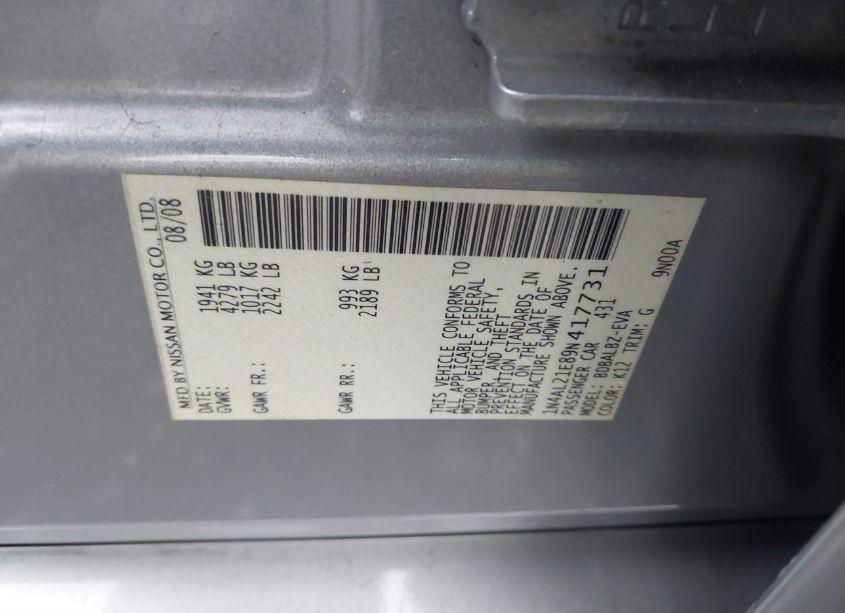 MFD BY NISSAN MOTOR CO., LTD.
DATE: 08/08
GVWR: 1941 KG
4279 LB
GAWR FR.: 1017 KG
2242 LB
GAWR RR.: 993 KG
2189 LB
THIS VEHICLE CONFORMS TO
ALL APPLICABLE FEDERAL
MOTOR VEHICLE SAFETY,
BUMPER, AND THEFT
PREVENTION STANDARDS IN
EFFECT ON THE DATE OF
MANUFACTURE SHOWN ABOVE.
1N4AL21E89N417731
PASSENGER CAR 431
MODEL: BDBALBZ-EVA
COLOR: K12 TRIM: G
9N00A